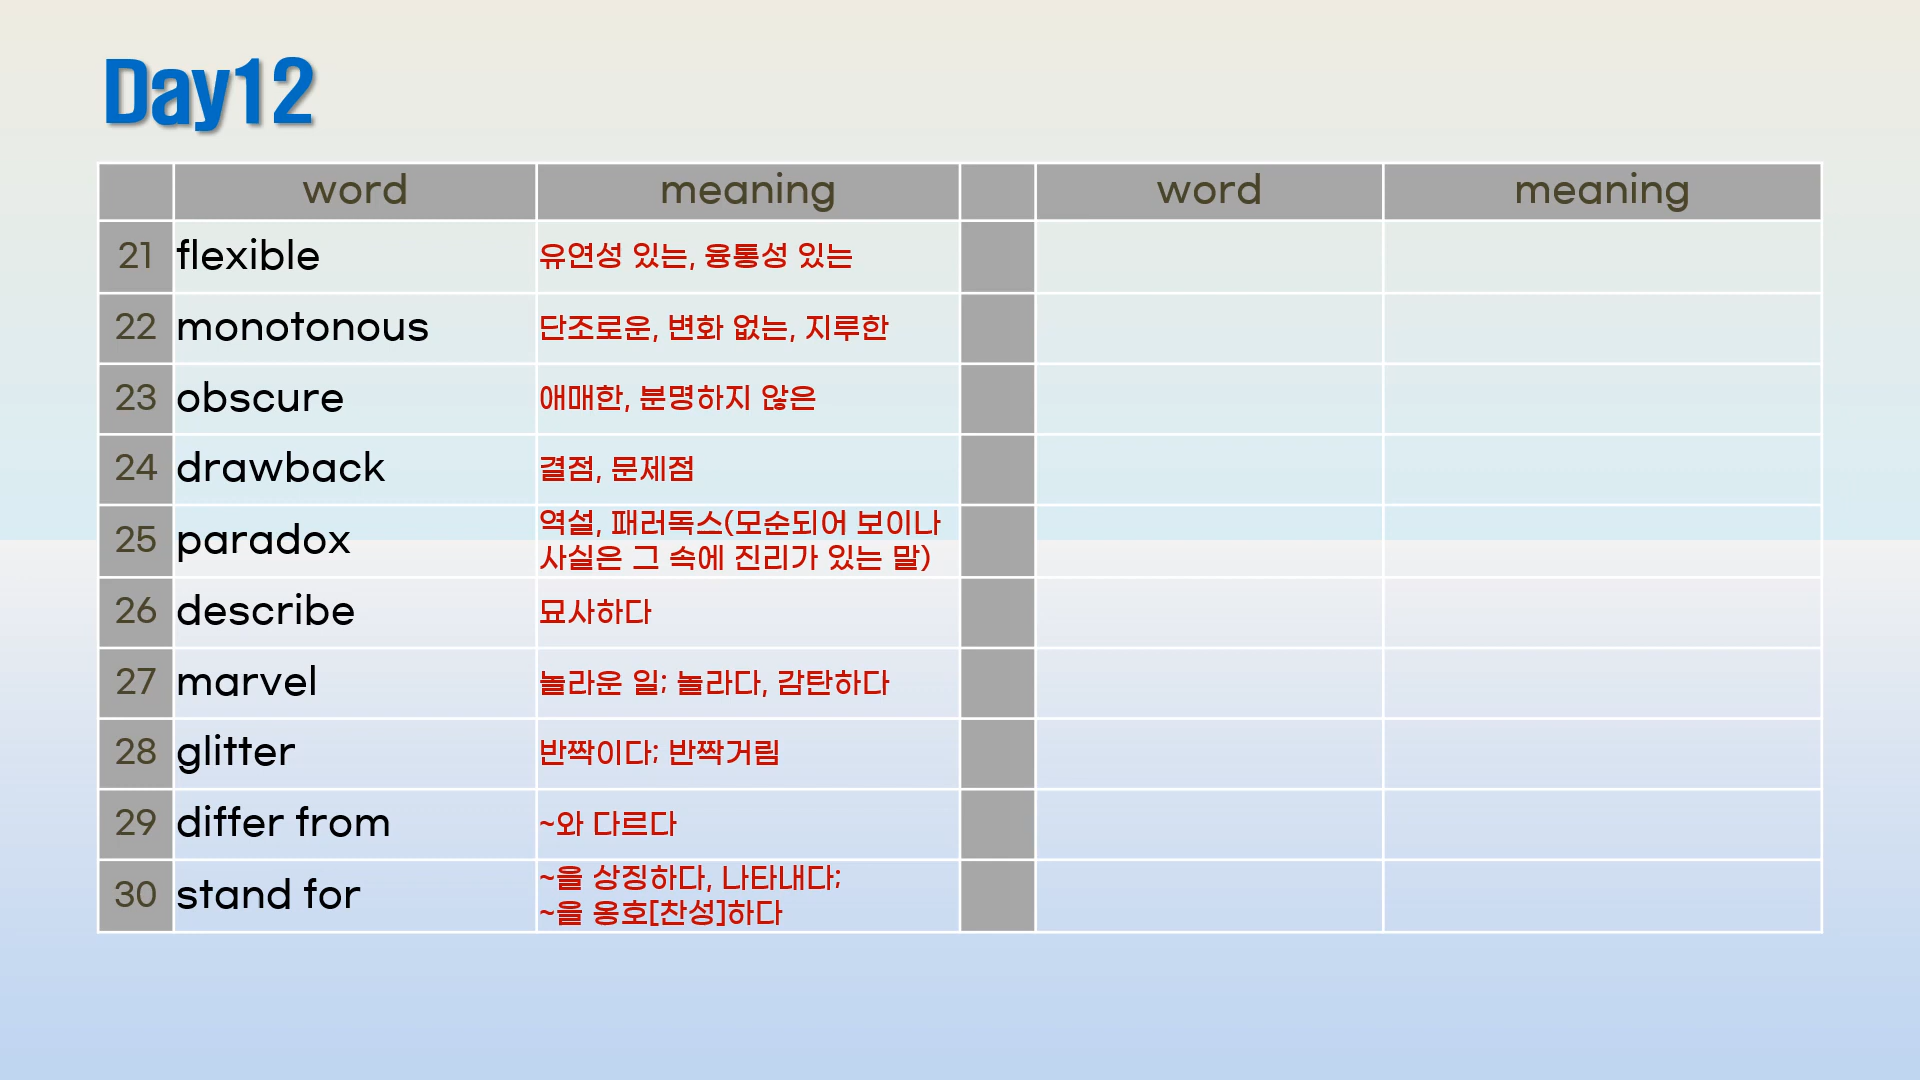 Day12
word meaning word meaning
21 flexible 유연성 있는, 융통성 있는
22 monotonous 단조로운, 변화 없는, 지루한
23 obscure 애매한, 분명하지 않은
24 drawback 결점, 문제점
25 paradox 역설, 패러독스(모순되어 보이나
사실은 그 속에 진리가 있는 말)
26 describe 묘사하다
27 marvel 놀라운 일; 놀라다, 감탄하다
28 glitter 반짝이다; 반짝거림
29 differ from ~와 다르다
30 stand for ~을 상징하다, 나타내다;
~을 옹호[찬성]하다